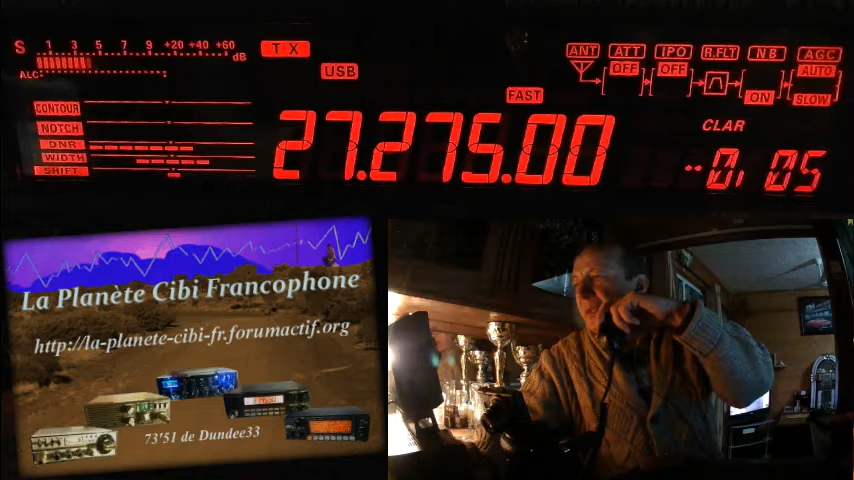 S 1 3 5 7 9 +20 +40 +60 dB
ALC
TX
USB
FAST
ANT ATT IPO R.FLT NB AGC
OFF OFF AUTO
ON SLOW
CONTOUR
NOTCH
DNR
WIDTH
SHIFT
27.275.00
CLAR
-0.05
La Planète Cibi Francophone
http://la-planete-cibi-fr.forumactif.org
73'51 de Dundee33